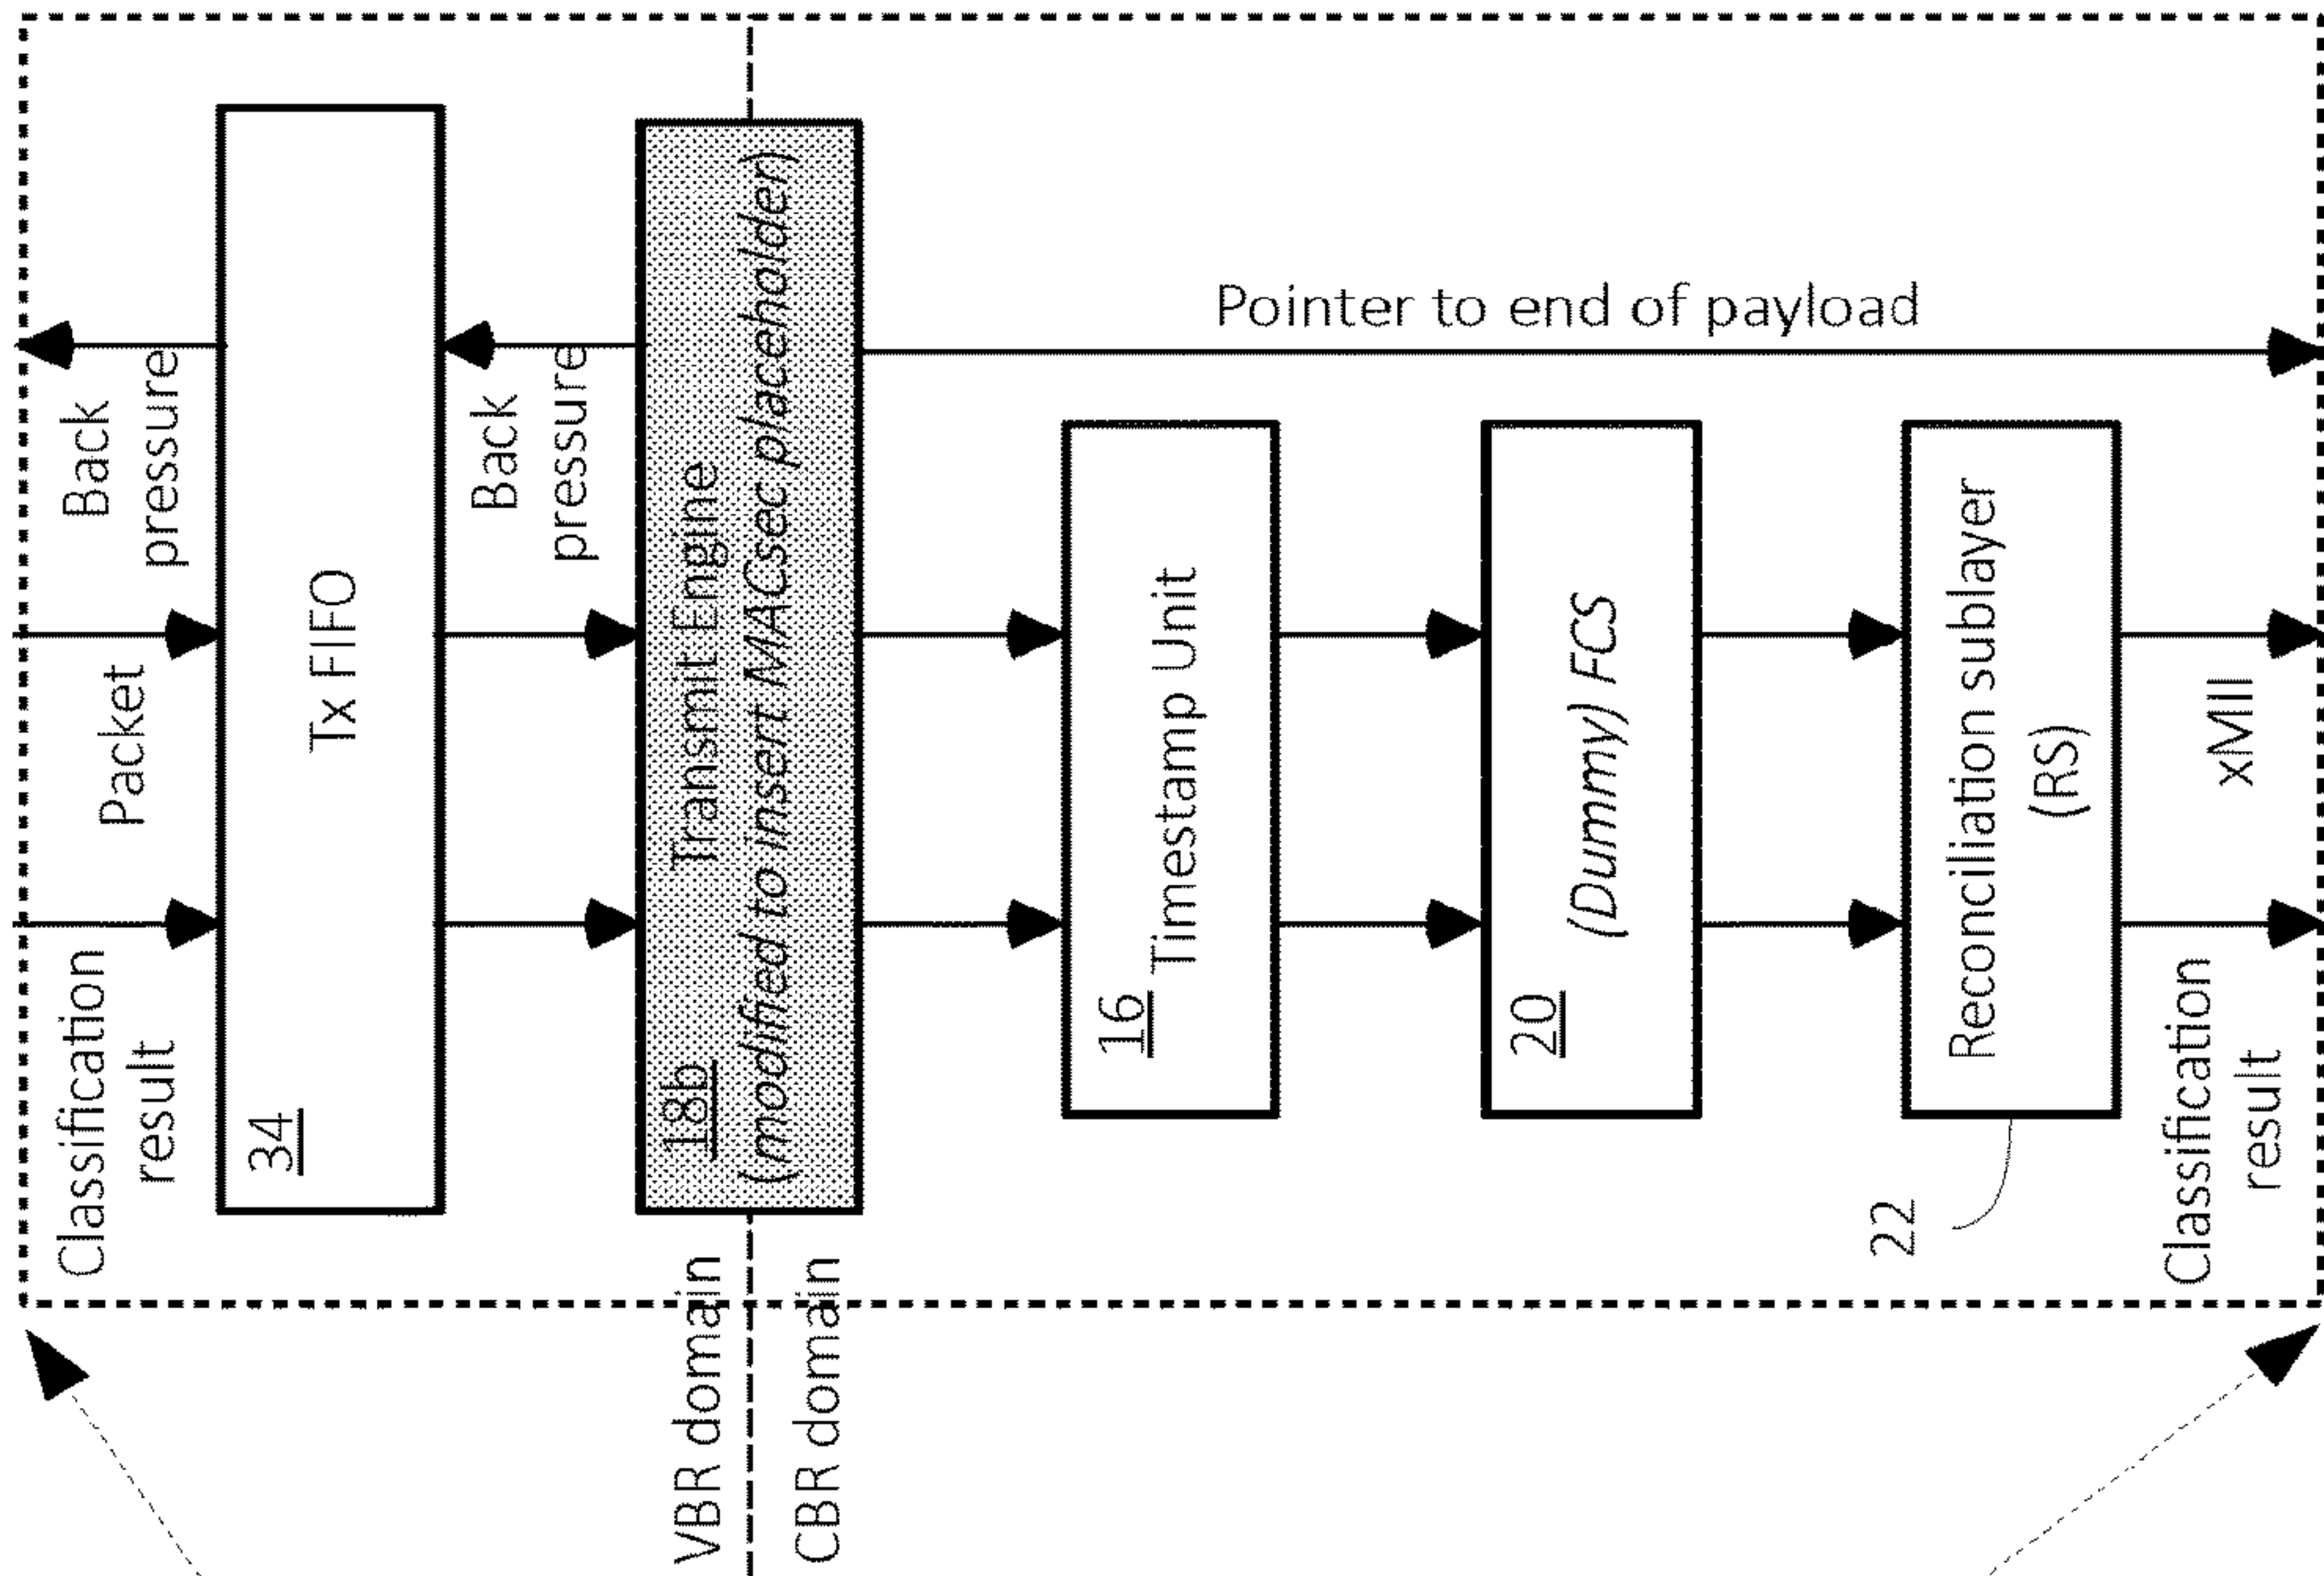 Classification
result
Packet
Back
pressure
34
Tx FIFO
Back
pressure
VBR domain
CBR domain
18b
Transmit Engine
(modified to insert MACsec placeholder)
Pointer to end of payload
16
Timestamp Unit
20
(Dummy) FCS
22
Reconciliation sublayer
(RS)
Classification
result
xMII